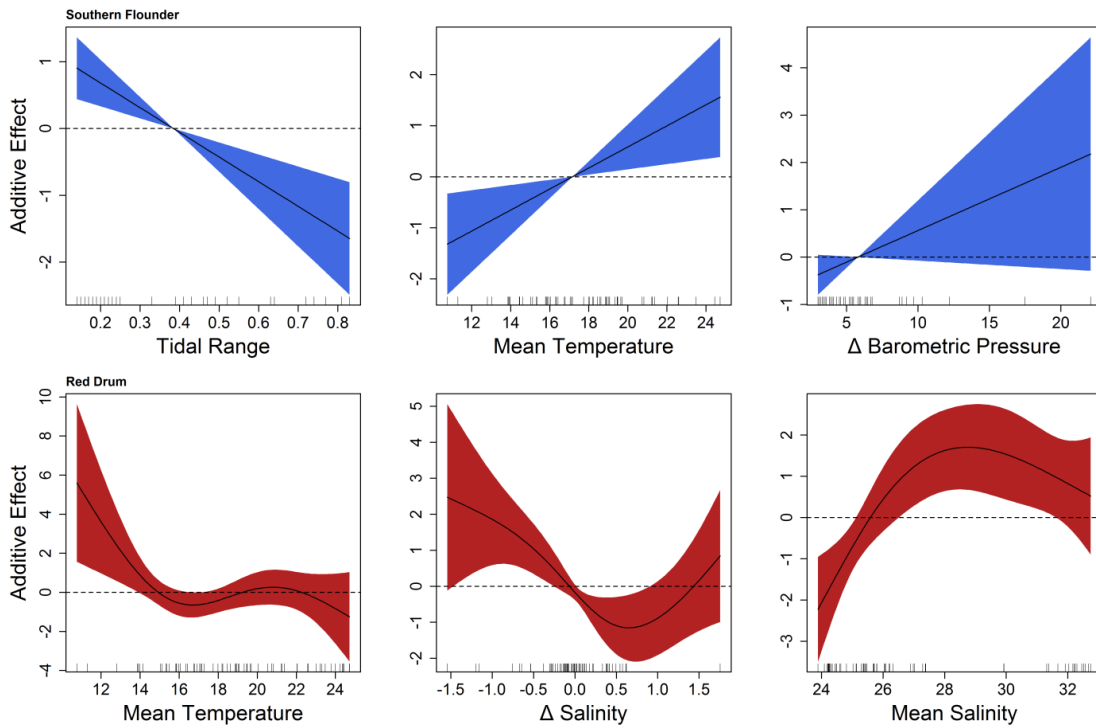 Southern Flounder
Additive Effect
1
0
-1
-2
0.2 0.3 0.4 0.5 0.6 0.7 0.8
Tidal Range
2
1
0
-1
-2
12 14 16 18 20 22 24
Mean Temperature
4
3
2
1
0
-1
5 10 15 20
Δ Barometric Pressure
Red Drum
Additive Effect
10
8
6
4
2
0
-2
-4
12 14 16 18 20 22 24
Mean Temperature
5
4
3
2
1
0
-1
-2
-1.5 -1.0 -0.5 0.0 0.5 1.0 1.5
Δ Salinity
2
1
0
-1
-2
-3
24 26 28 30 32
Mean Salinity